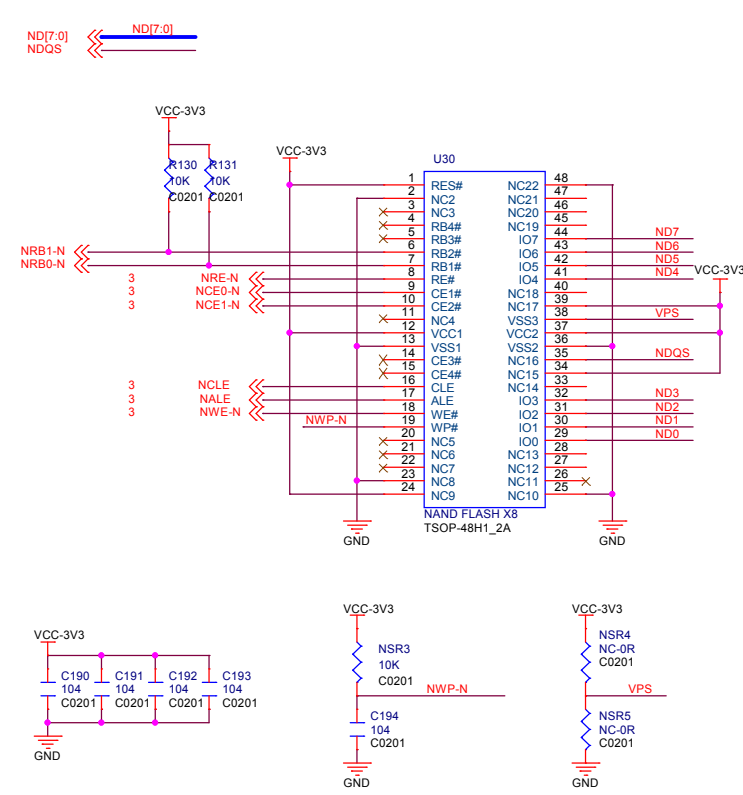 ND[7:0]
ND[7:0]
NDQS
VCC-3V3
R130
10K
C0201
R131
10K
C0201
VCC-3V3
U30
NRB1-N
NRB0-N
3 NRE-N
3 NCE0-N
3 NCE1-N
3 NCLE
3 NALE
3 NWE-N
NWP-N
1 RES#
2 NC2
3 NC3
4 RB4#
5 RB3#
6 RB2#
7 RB1#
8 RE#
9 CE1#
10 CE2#
11 NC4
12 VCC1
13 VSS1
14 CE3#
15 CE4#
16 CLE
17 ALE
18 WE#
19 WP#
20 NC5
21 NC6
22 NC7
23 NC8
24 NC9
NC22 48
NC21 47
NC20 46
NC19 45
IO7 44 ND7
IO6 43 ND6
IO5 42 ND5
IO4 41 ND4
NC18 40
NC17 39
VSS3 38 VPS
VCC2 37
VSS2 36
NC16 35 NDQS
NC15 34
NC14 33
IO3 32 ND3
IO2 31 ND2
IO1 30 ND1
IO0 29 ND0
NC13 28
NC12 27
NC11 26
NC10 25
VCC-3V3
NAND FLASH X8
TSOP-48H1_2A
GND
GND
VCC-3V3
C190
104
C0201
C191
104
C0201
C192
104
C0201
C193
104
C0201
GND
VCC-3V3
NSR3
10K
C0201
NWP-N
C194
104
C0201
GND
VCC-3V3
NSR4
NC-0R
C0201
VPS
NSR5
NC-0R
C0201
GND